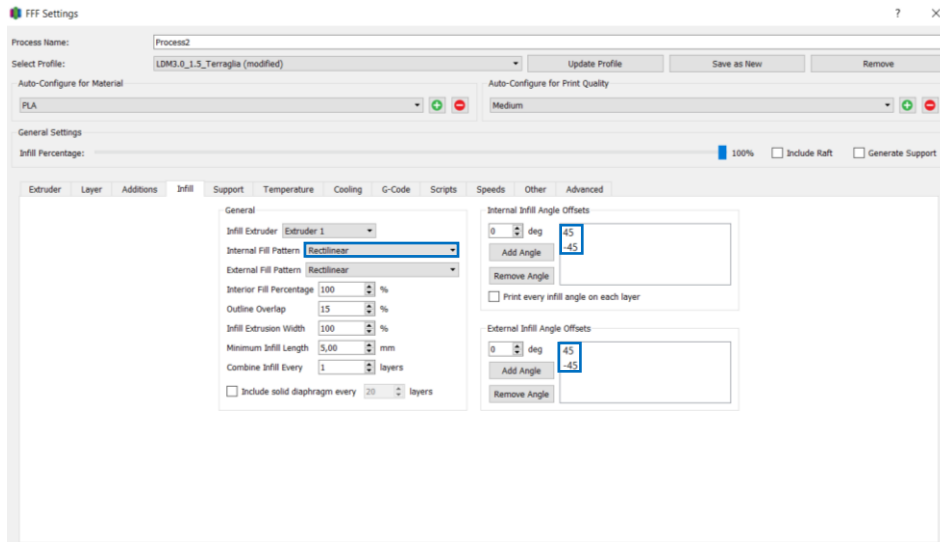 FFF Settings
? ×
Process Name: Process2
Select Profile: LDM3.0_1.5_Terraglia (modified) Update Profile Save as New Remove
Auto-Configure for Material Auto-Configure for Print Quality
PLA Medium
General Settings
Infill Percentage: 100% Include Raft Generate Support
Extruder Layer Additions Infill Support Temperature Cooling G-Code Scripts Speeds Other Advanced
General
Infill Extruder Extruder 1
Internal Fill Pattern Rectilinear
External Fill Pattern Rectilinear
Interior Fill Percentage 100 %
Outline Overlap 15 %
Infill Extrusion Width 100 %
Minimum Infill Length 5,00 mm
Combine Infill Every 1 layers
Include solid diaphragm every 20 layers
Internal Infill Angle Offsets
0 deg 45
Add Angle -45
Remove Angle
Print every infill angle on each layer
External Infill Angle Offsets
0 deg 45
Add Angle -45
Remove Angle